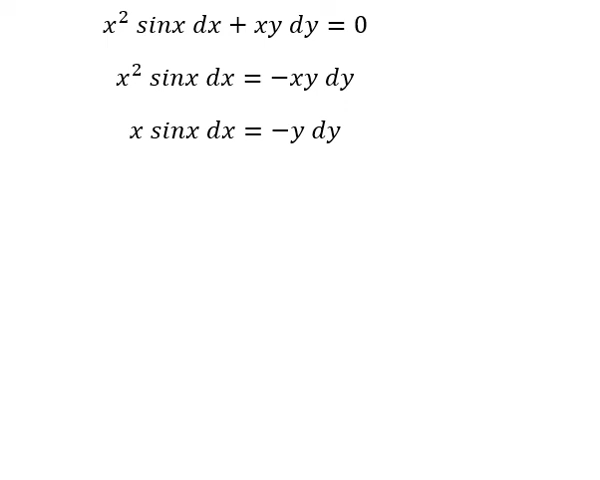 x² sinx dx + xy dy = 0
x² sinx dx = −xy dy
x sinx dx = −y dy